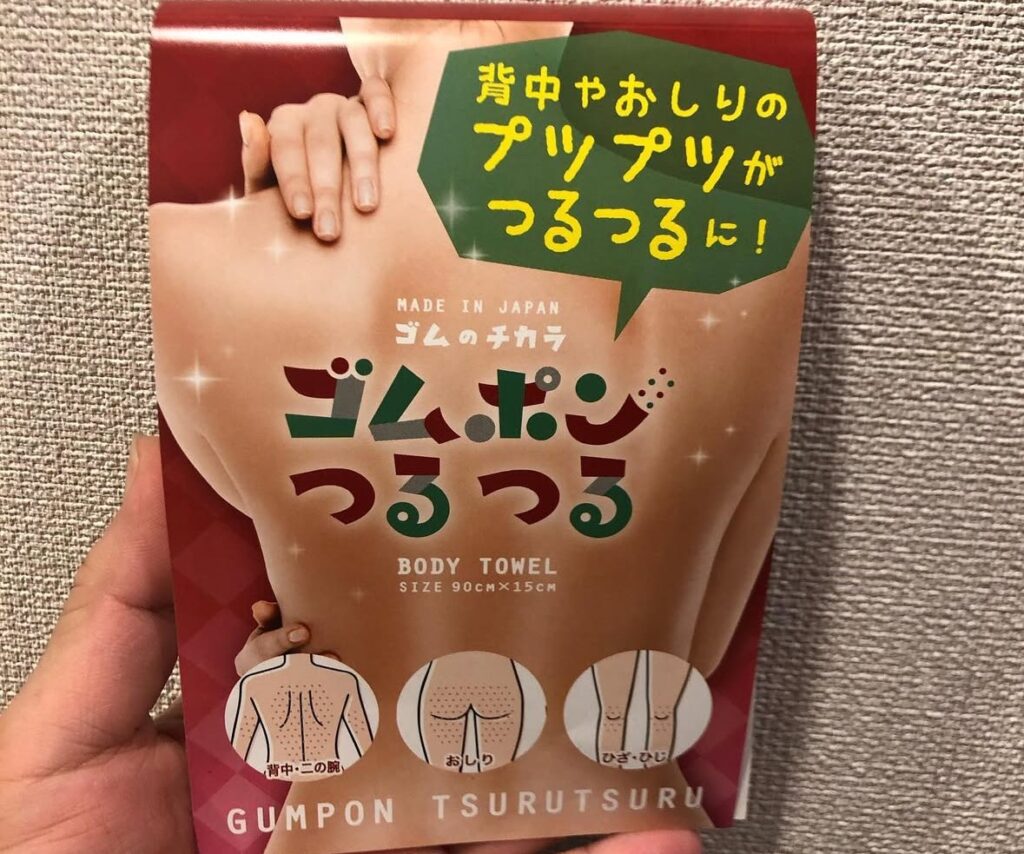 背中やおしりの
プツプツが
つるつるに!
MADE IN JAPAN
ゴムのチカラ
ゴムポン
つるつる
BODY TOWEL
SIZE 90CM×15CM
背中・二の腕
おしり
ひざ・ひじ
GUMPON TSURUTSURU